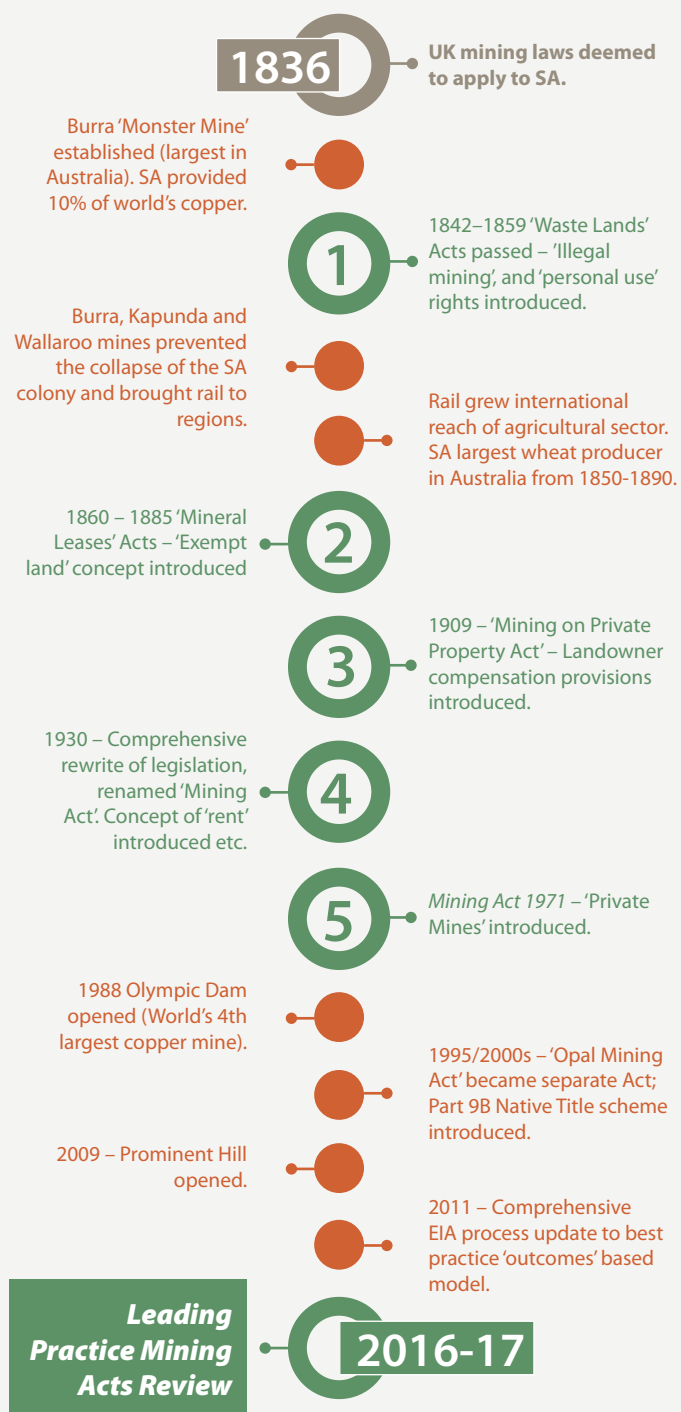 1836
UK mining laws deemed
to apply to SA.
Burra ‘Monster Mine’
established (largest in
Australia). SA provided
10% of world’s copper.
1
1842–1859 ‘Waste Lands’
Acts passed – ’Illegal
mining’, and ‘personal use’
rights introduced.
Burra, Kapunda and
Wallaroo mines prevented
the collapse of the SA
colony and brought rail to
regions.
Rail grew international
reach of agricultural sector.
SA largest wheat producer
in Australia from 1850-1890.
1860 – 1885 ‘Mineral
Leases’ Acts – ‘Exempt
land’ concept introduced
2
3
1909 – ‘Mining on Private
Property Act’ – Landowner
compensation provisions
introduced.
1930 – Comprehensive
rewrite of legislation,
renamed ‘Mining
Act’. Concept of ‘rent’
introduced etc.
4
5
Mining Act 1971 – ‘Private
Mines’ introduced.
1988 Olympic Dam
opened (World’s 4th
largest copper mine).
1995/2000s – ‘Opal Mining
Act’ became separate Act;
Part 9B Native Title scheme
introduced.
2009 – Prominent Hill
opened.
2011 – Comprehensive
EIA process update to best
practice ‘outcomes’ based
model.
Leading
Practice Mining
Acts Review
2016-17